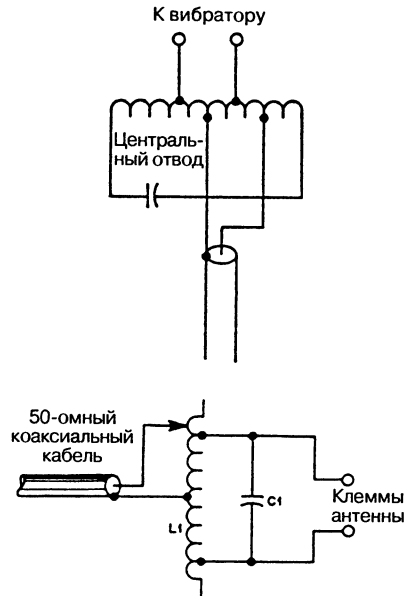 К вибратору
Централь-
ный отвод
50-омный
коаксиальный
кабель
L1
C1
Клеммы
антенны